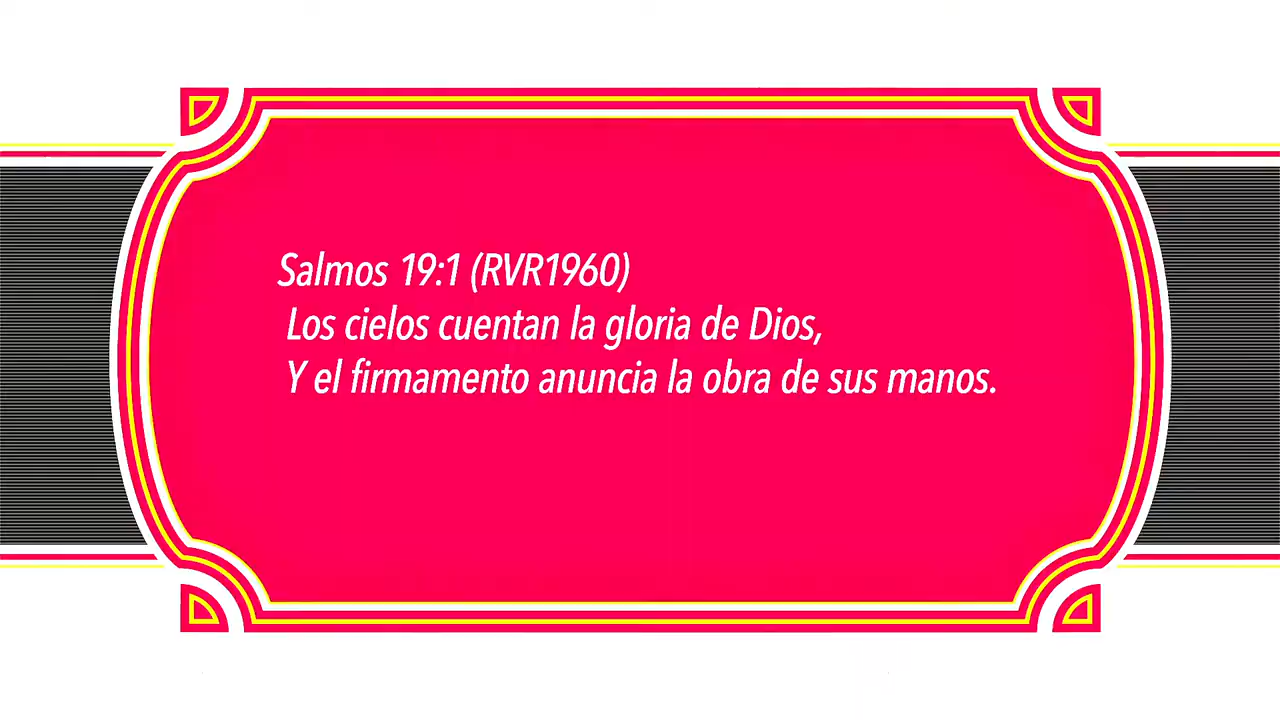 Salmos 19:1 (RVR1960)
Los cielos cuentan la gloria de Dios,
Y el firmamento anuncia la obra de sus manos.